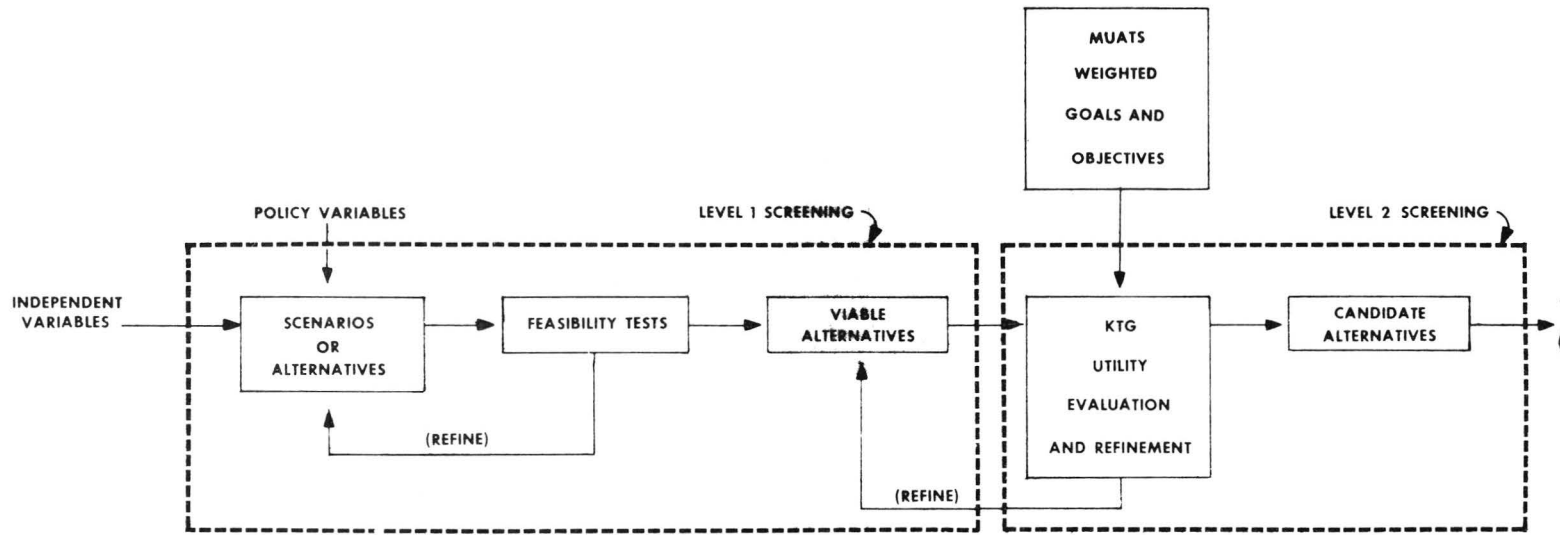 MUATS
WEIGHTED
GOALS AND
OBJECTIVES
POLICY VARIABLES
LEVEL 1 SCREENING
LEVEL 2 SCREENING
INDEPENDENT
VARIABLES
SCENARIOS
OR
ALTERNATIVES
FEASIBILITY TESTS
VIABLE
ALTERNATIVES
KTG
UTILITY
EVALUATION
AND REFINEMENT
CANDIDATE
ALTERNATIVES
(REFINE)
(REFINE)